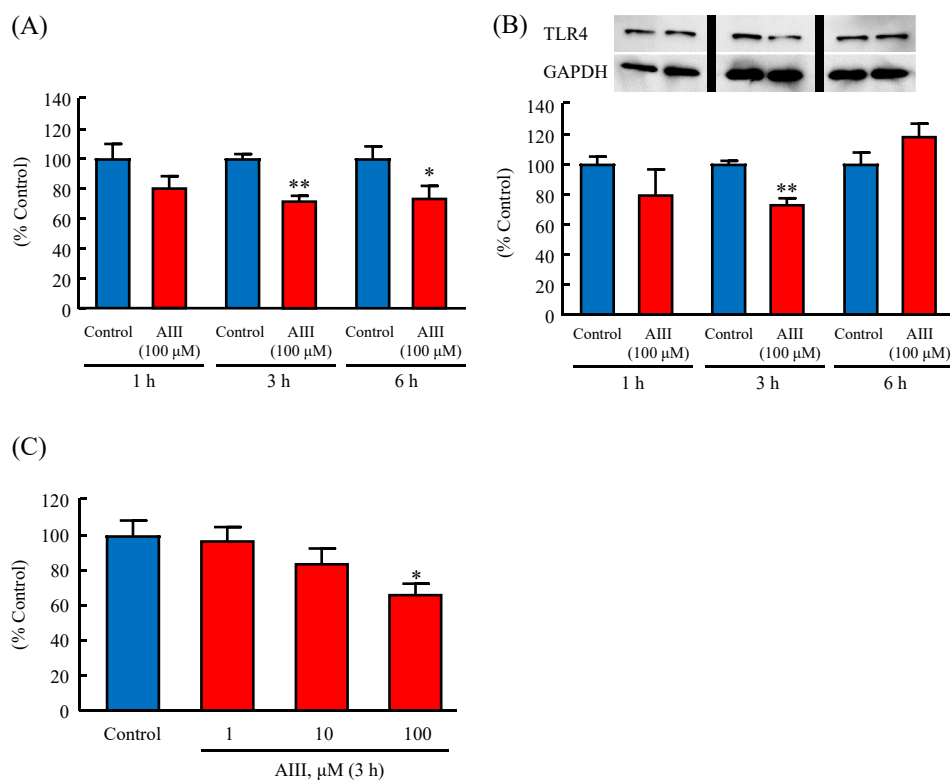 (A)
(% Control)
140
120
100
80
60
40
20
0
**
*
Control AIII (100 μM) Control AIII (100 μM) Control AIII (100 μM)
1 h 3 h 6 h
(B)
TLR4
GAPDH
(% Control)
140
120
100
80
60
40
20
0
**
Control AIII (100 μM) Control AIII (100 μM) Control AIII (100 μM)
1 h 3 h 6 h
(C)
(% Control)
120
100
80
60
40
20
0
*
Control 1 10 100
AIII, μM (3 h)